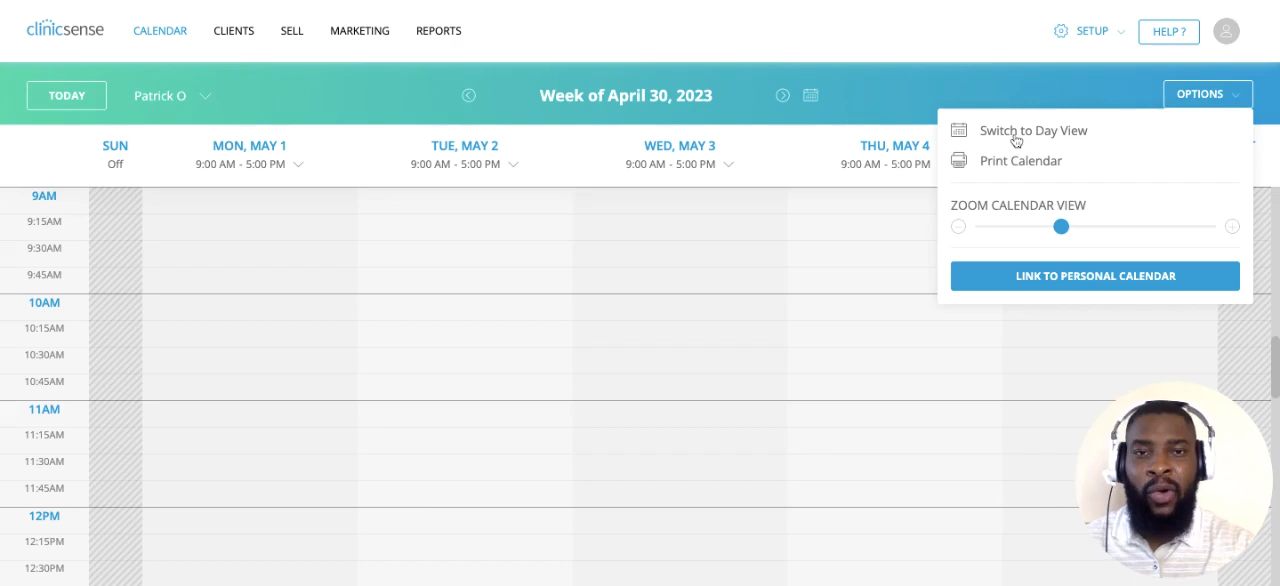 clinicsense CALENDAR CLIENTS SELL MARKETING REPORTS SETUP HELP ?
TODAY Patrick O Week of April 30, 2023 OPTIONS
Switch to Day View
Print Calendar
ZOOM CALENDAR VIEW
LINK TO PERSONAL CALENDAR
SUN MON, MAY 1 TUE, MAY 2 WED, MAY 3 THU, MAY 4
Off 9:00 AM - 5:00 PM 9:00 AM - 5:00 PM 9:00 AM - 5:00 PM 9:00 AM - 5:00 PM
9AM
9:15AM
9:30AM
9:45AM
10AM
10:15AM
10:30AM
10:45AM
11AM
11:15AM
11:30AM
11:45AM
12PM
12:15PM
12:30PM